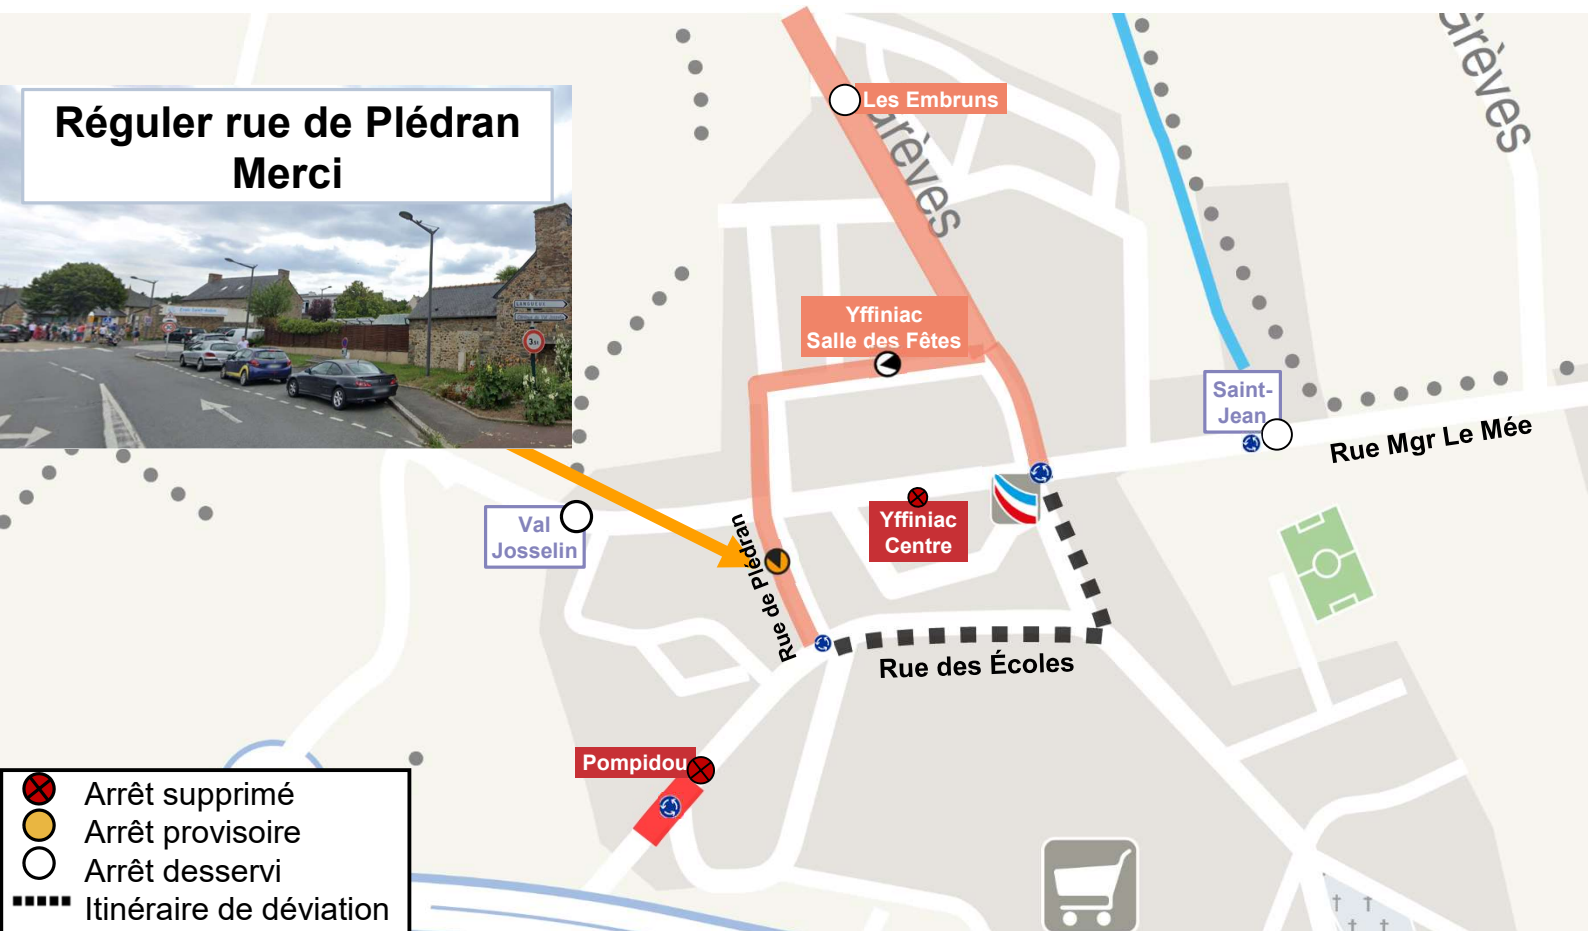 Grèves
Les Embruns
Réguler rue de Plédran
Merci
Grèves
Yffiniac
Salle des Fêtes
Saint-
Jean
Rue Mgr Le Mée
Val
Josselin
Yffiniac
Centre
Rue de Plédran
Rue des Écoles
Pompidou
Arrêt supprimé
Arrêt provisoire
Arrêt desservi
Itinéraire de déviation